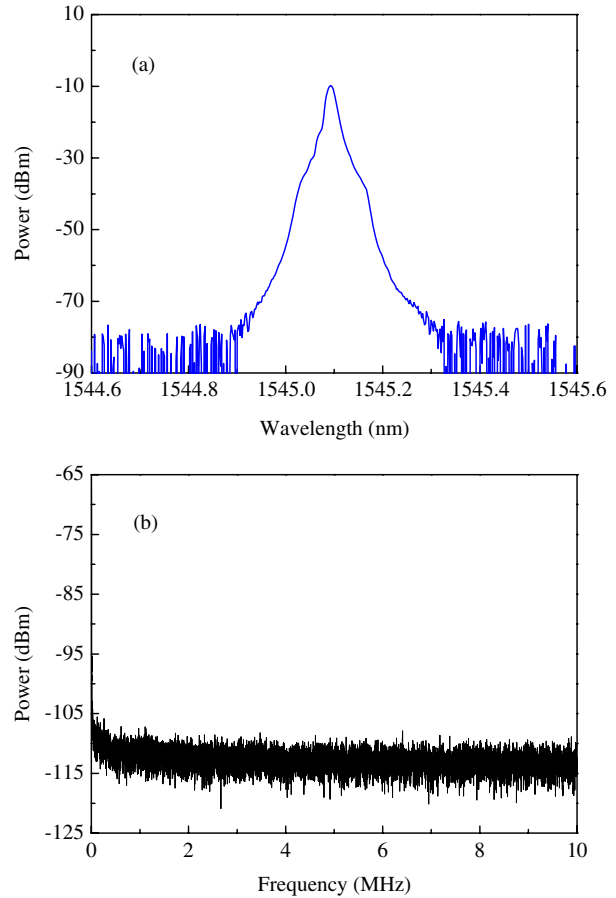 10
(a)
-10
-30
-50
-70
-90
Power (dBm)
1544.6 1544.8 1545.0 1545.2 1545.4 1545.6
Wavelength (nm)
-65
(b)
-75
-85
-95
-105
-115
-125
Power (dBm)
0 2 4 6 8 10
Frequency (MHz)